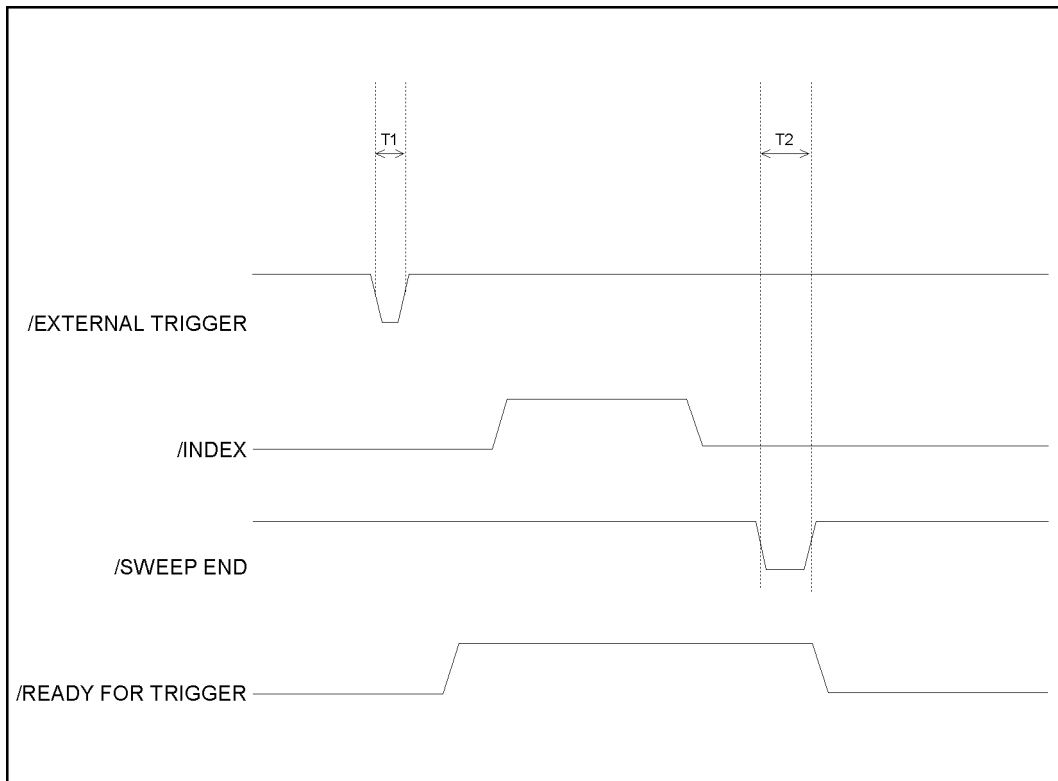 T1
T2
/EXTERNAL TRIGGER
/INDEX
/SWEEP END
/READY FOR TRIGGER